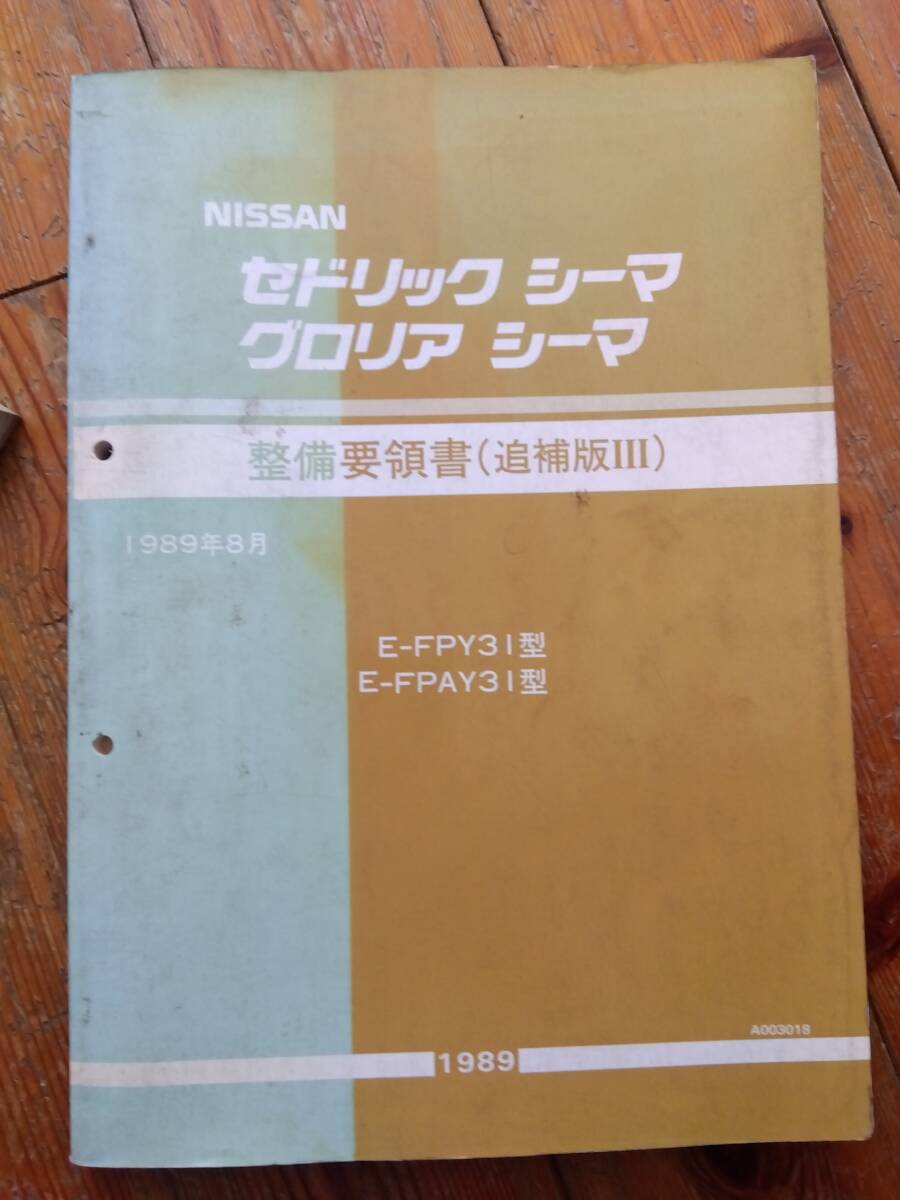 NISSAN
セドリック シーマ
グロリア シーマ
整備要領書(追補版III)
1989年8月
E-FPY31型
E-FPAY31型
A003018
1989